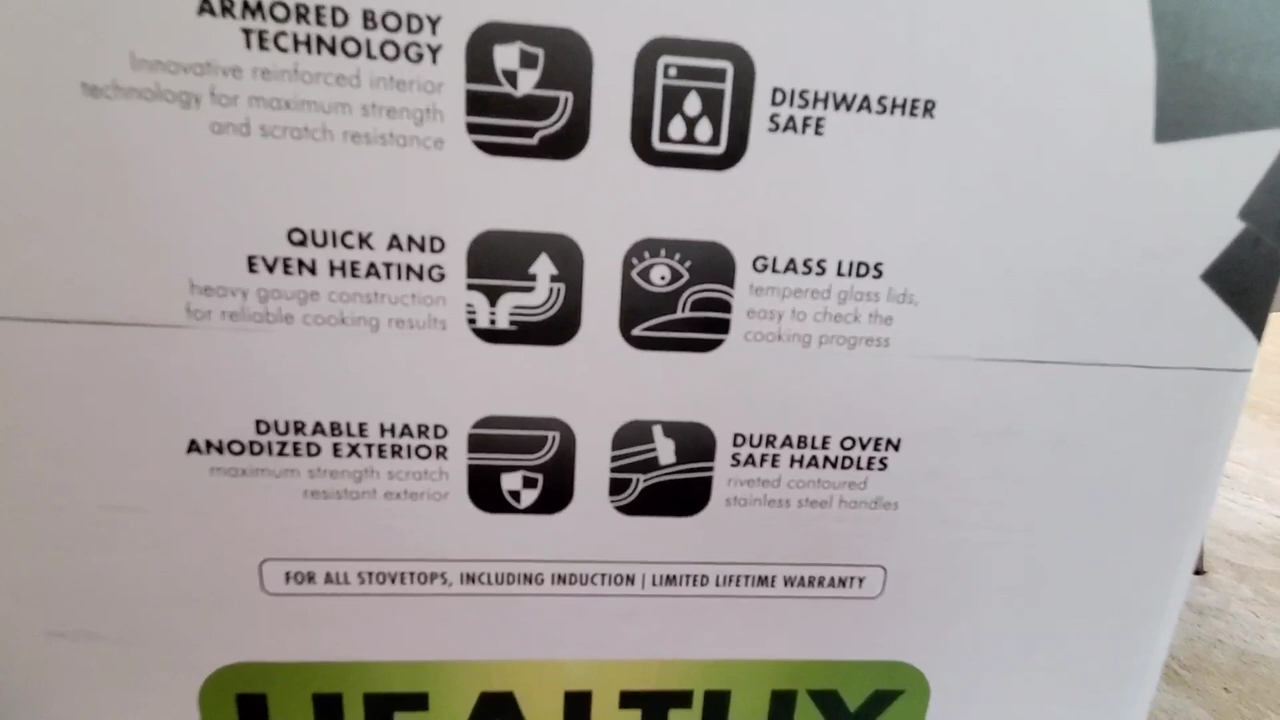 ARMORED BODY
TECHNOLOGY
Innovative reinforced interior
technology for maximum strength
and scratch resistance
DISHWASHER
SAFE
QUICK AND
EVEN HEATING
heavy gauge construction
for reliable cooking results
GLASS LIDS
tempered glass lids,
easy to check the
cooking progress
DURABLE HARD
ANODIZED EXTERIOR
maximum strength scratch
resistant exterior
DURABLE OVEN
SAFE HANDLES
riveted contoured
stainless steel handles
FOR ALL STOVETOPS, INCLUDING INDUCTION | LIMITED LIFETIME WARRANTY
HEALTHY